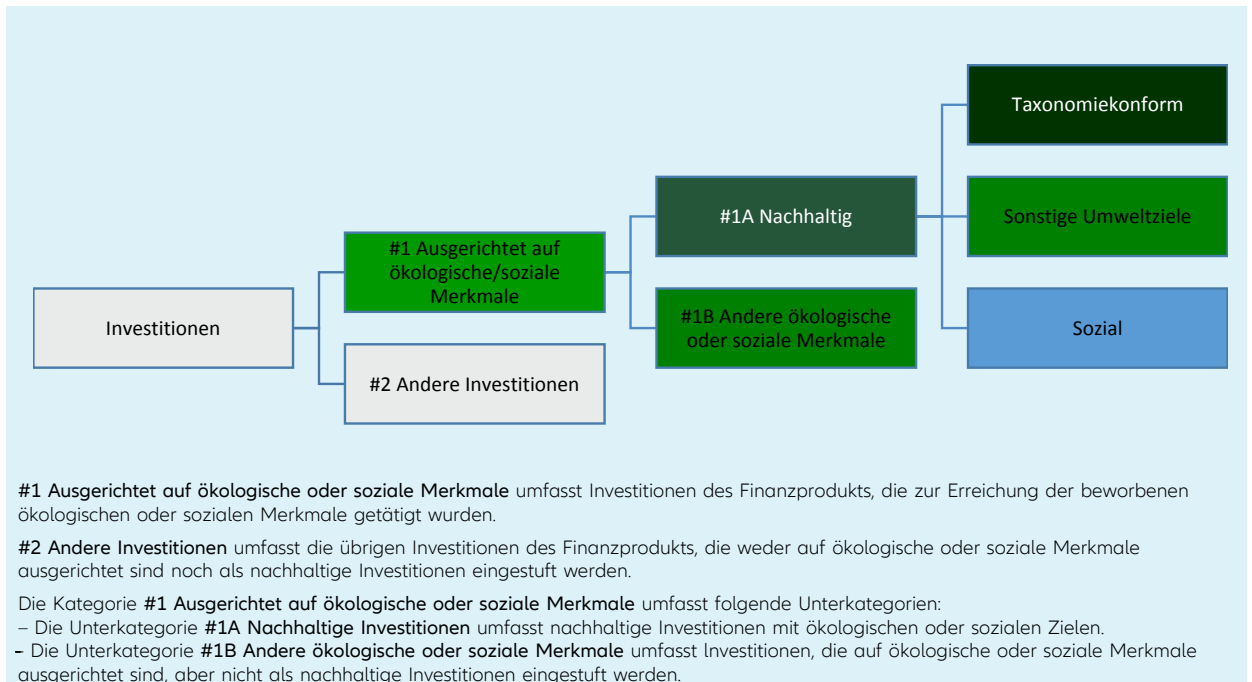 Taxonomiekonform
#1A Nachhaltig
Sonstige Umweltziele
#1 Ausgerichtet auf
ökologische/soziale
Merkmale
Investitionen
#1B Andere ökologische
oder soziale Merkmale
Sozial
#2 Andere Investitionen
#1 Ausgerichtet auf ökologische oder soziale Merkmale umfasst Investitionen des Finanzprodukts, die zur Erreichung der beworbenen
ökologischen oder sozialen Merkmale getätigt wurden.
#2 Andere Investitionen umfasst die übrigen Investitionen des Finanzprodukts, die weder auf ökologische oder soziale Merkmale
ausgerichtet sind noch als nachhaltige Investitionen eingestuft werden.
Die Kategorie #1 Ausgerichtet auf ökologische oder soziale Merkmale umfasst folgende Unterkategorien:
– Die Unterkategorie #1A Nachhaltige Investitionen umfasst nachhaltige Investitionen mit ökologischen oder sozialen Zielen.
- Die Unterkategorie #1B Andere ökologische oder soziale Merkmale umfasst Investitionen, die auf ökologische oder soziale Merkmale
ausgerichtet sind, aber nicht als nachhaltige Investitionen eingestuft werden.